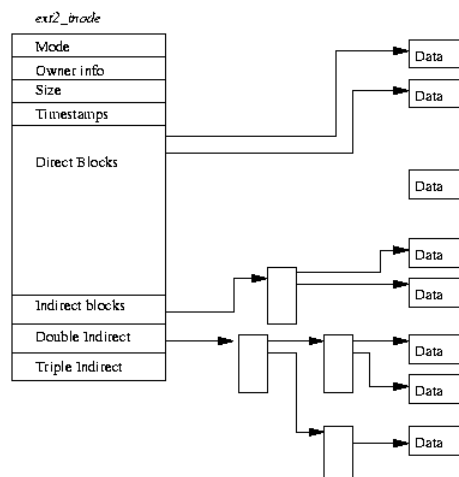 ext2_inode
Mode
Owner info
Size
Timestamps
Direct Blocks
Indirect blocks
Double Indirect
Triple Indirect
Data
Data
Data
Data
Data
Data
Data
Data